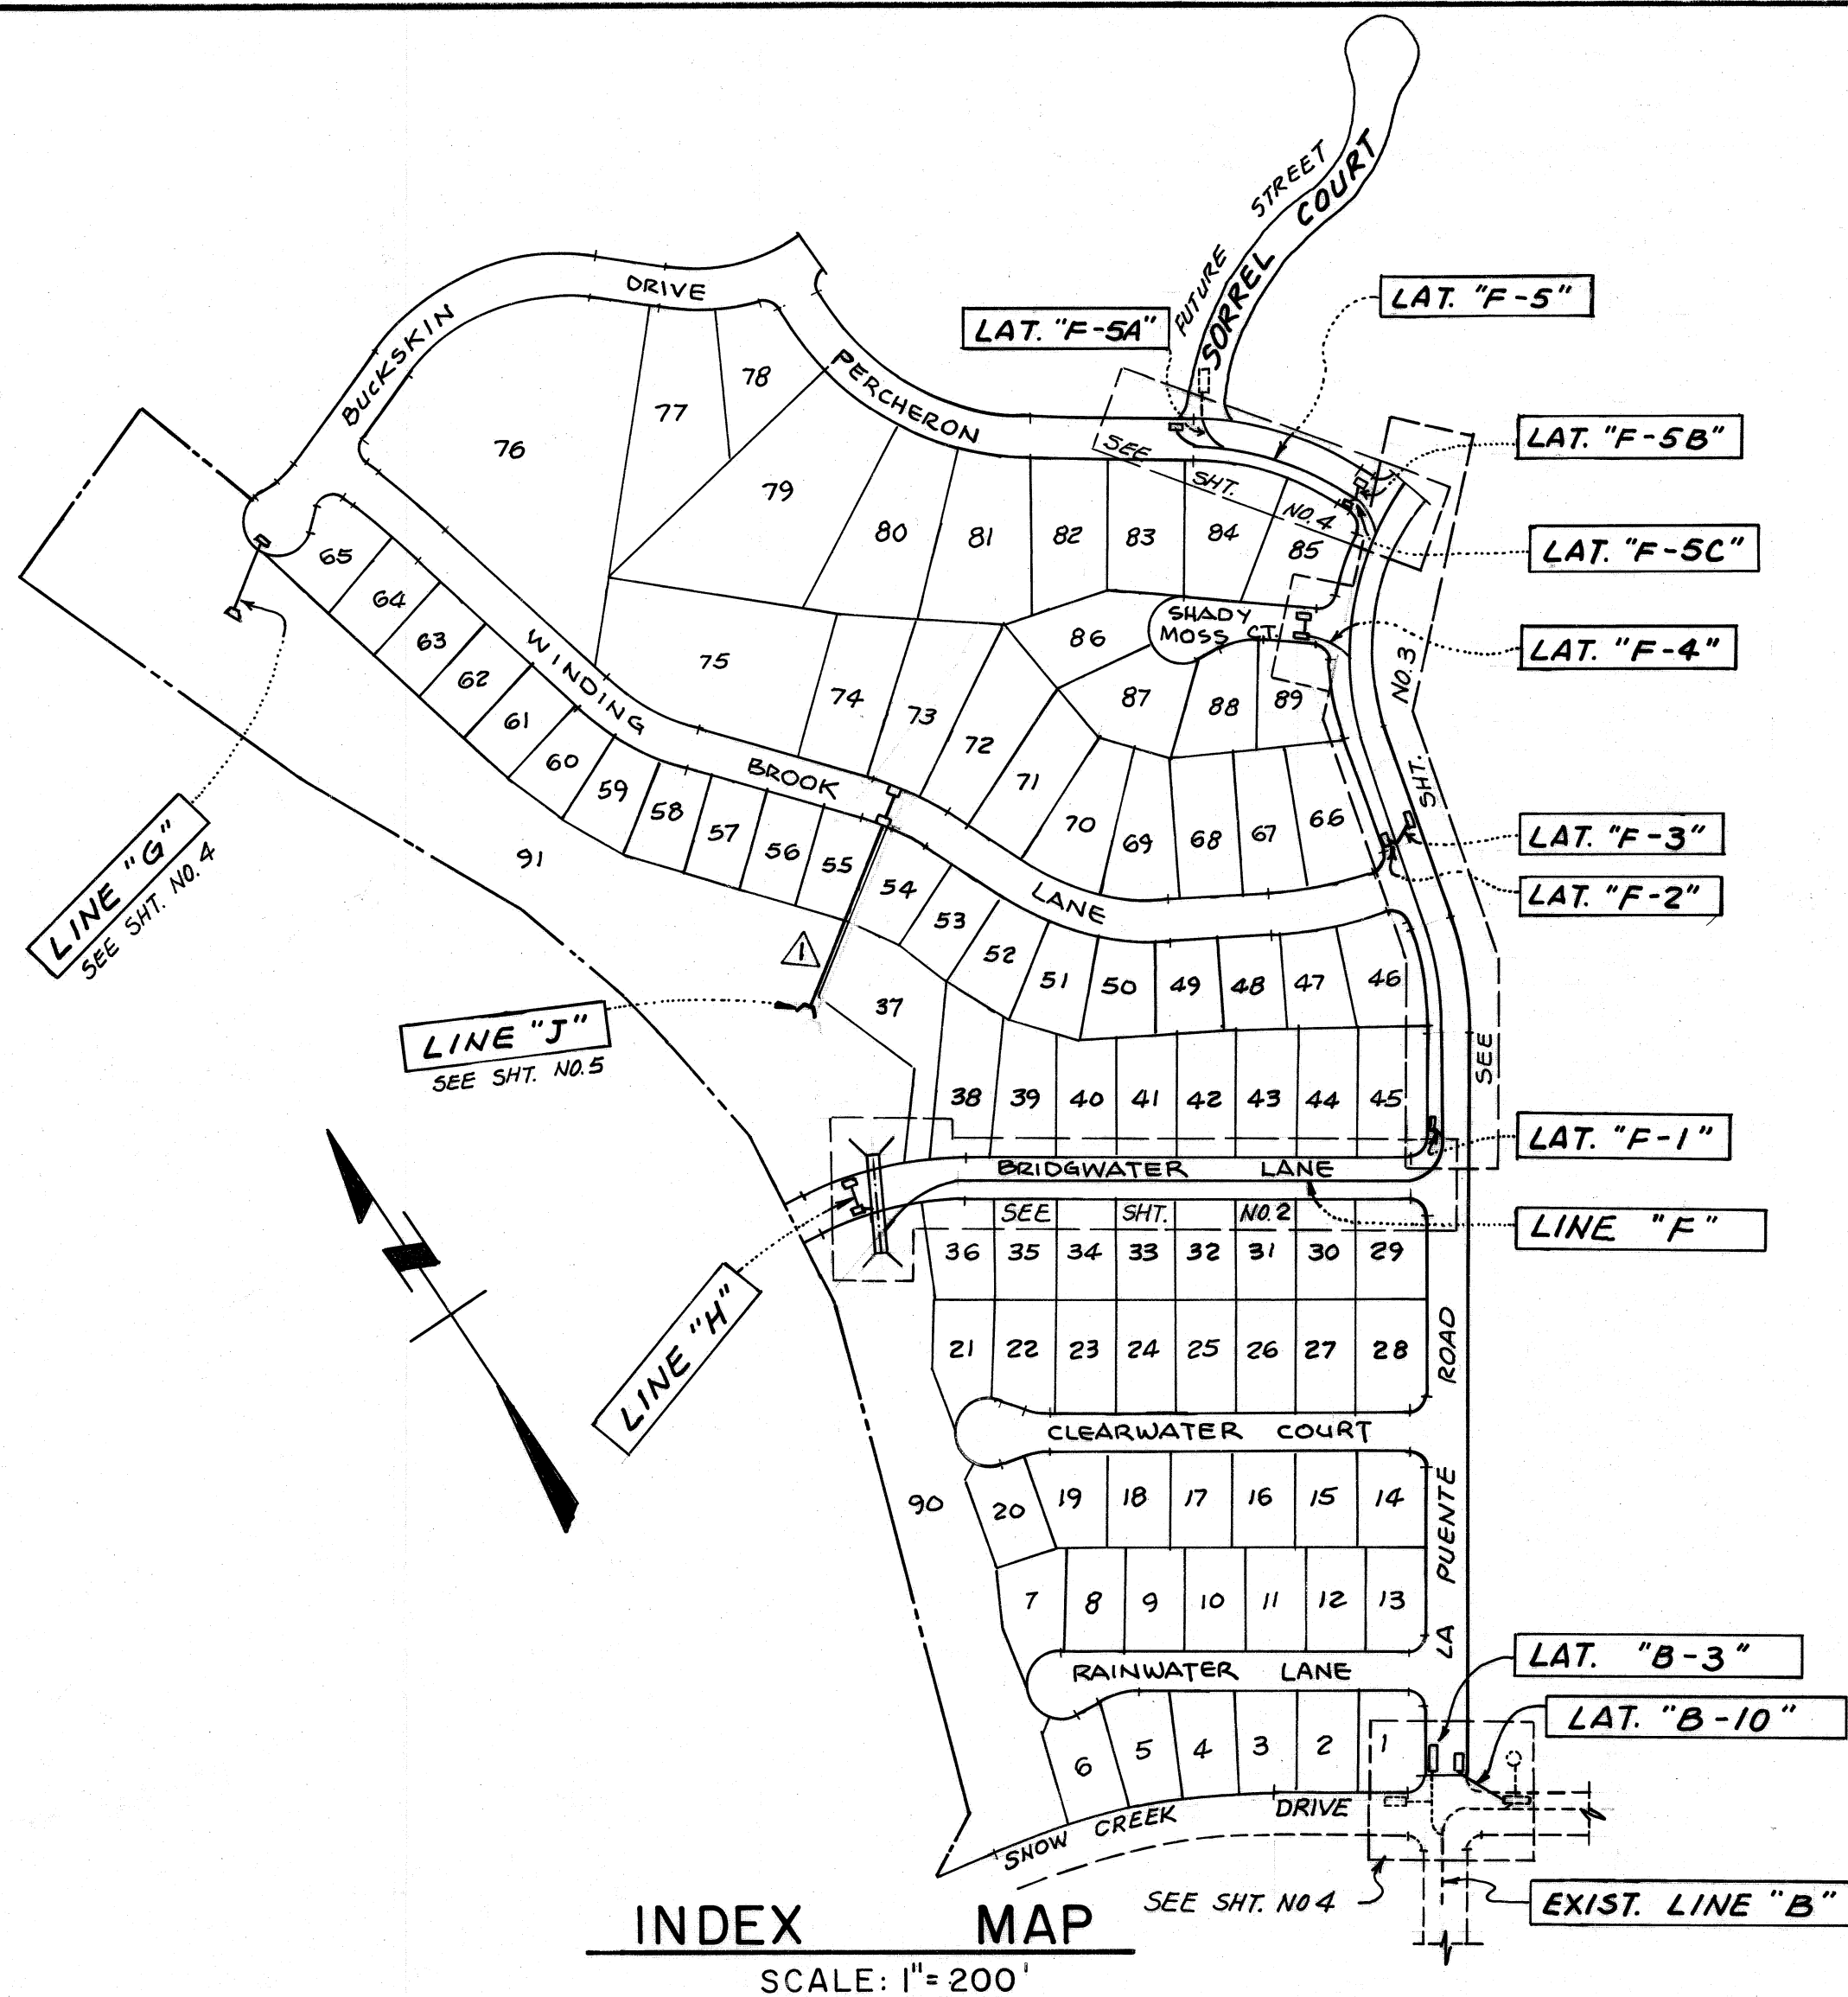 FUTURE STREET
SORREL COURT
LAT. "F-5A"
LAT. "F-5"
LAT. "F-5B"
LAT. "F-5C"
LAT. "F-4"
LAT. "F-3"
LAT. "F-2"
LAT. "F-1"
LINE "F"
LAT. "B-3"
LAT. "B-10"
EXIST. LINE "B"
SEE SHT. NO 4
BUCKSKIN DRIVE
PERCHERON
SEE SHT. NO. 4
SEE SHT. NO. 3
76
77
78
79
80
81
82
83
84
85
SHADY
MOSS CT.
86
87
88
89
WINDING BROOK LANE
75
74
73
72
71
70
69
68
67
66
65
64
63
62
61
60
59
58
57
56
55
54
53
52
51
50
49
48
47
46
91
LINE "G"
SEE SHT. NO. 4
1
LINE "J"
SEE SHT. NO. 5
37
38
39
40
41
42
43
44
45
BRIDGWATER LANE
SEE SHT. NO. 2
LINE "H"
36
35
34
33
32
31
30
29
21
22
23
24
25
26
27
28
CLEARWATER COURT
LA PUENTE ROAD
90
20
19
18
17
16
15
14
7
8
9
10
11
12
13
RAINWATER LANE
6
5
4
3
2
1
SNOW CREEK DRIVE
INDEX MAP
SCALE: 1"= 200'